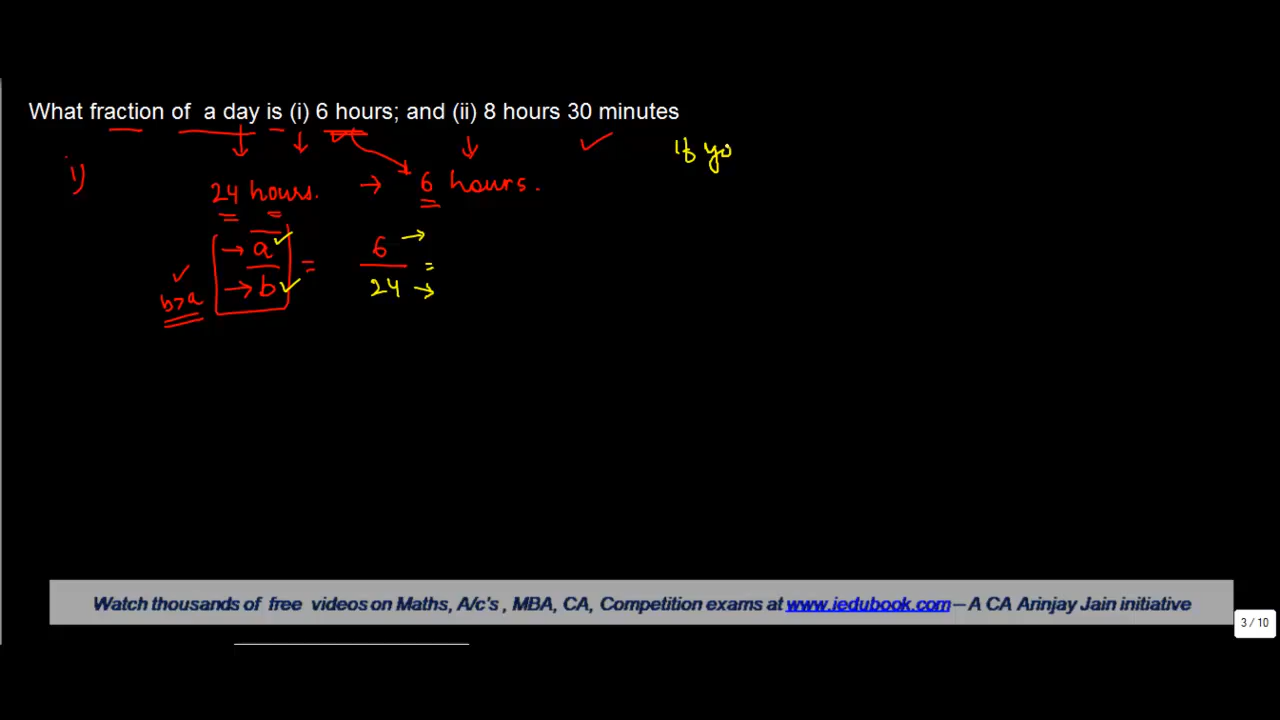 What fraction of a day is (i) 6 hours; and (ii) 8 hours 30 minutes
If yo
i)
24 hours. → 6 hours.
→ a = 6 →
→ b 24 →
=
b>a
Watch thousands of free videos on Maths, A/c's , MBA, CA, Competition exams at www.iedubook.com – A CA Arinjay Jain initiative
3 / 10